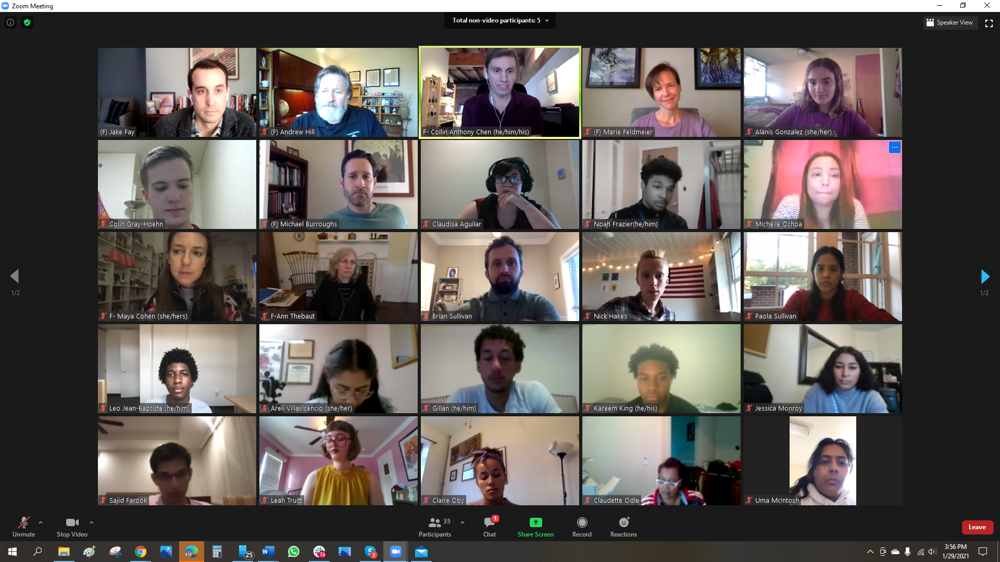 Zoom Meeting
Total non-video participants: 5
Speaker View
(F) Jake Fay
(F) Andrew Hill
F- Collin Anthony Chen (he/him/his)
(F) Marie Feldmeier
Alanis Gonzalez (she/her)
Colin Gray-Hoehn
(F) Michael Burroughs
Claudisa Aguilar
Noah Frazier(he/him)
Michelle Ochoa
1/2
1/2
F- Maya Cohen (she/hers)
F-Ann Thebaut
Brian Sullivan
Nick Hakes
Paola Sullivan
Leo Jean-Baptiste (he/him)
Areli Villavicencio (she/her)
Gillan (he/him)
Kareem King (he/his)
Jessica Monroy
Sajid Farook
Leah Truitt
Claire Oby
Claudette Odle
Uma McIntosh
35
1
Unmute
Stop Video
Participants
Chat
Share Screen
Record
Reactions
Leave
25
76
3
3:56 PM
1/29/2021